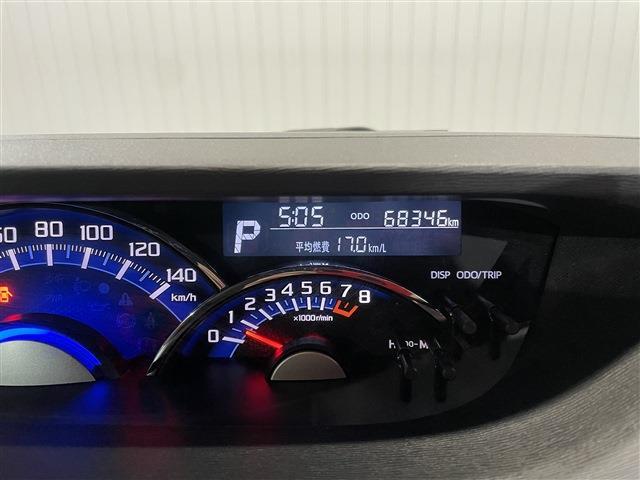 P 5:05 ODO 68346km
平均燃費 17.0km/L
60 80 100 120 140
km/h
0 1 2 3 4 5 6 7 8
x1000r/min
DISP ODO/TRIP